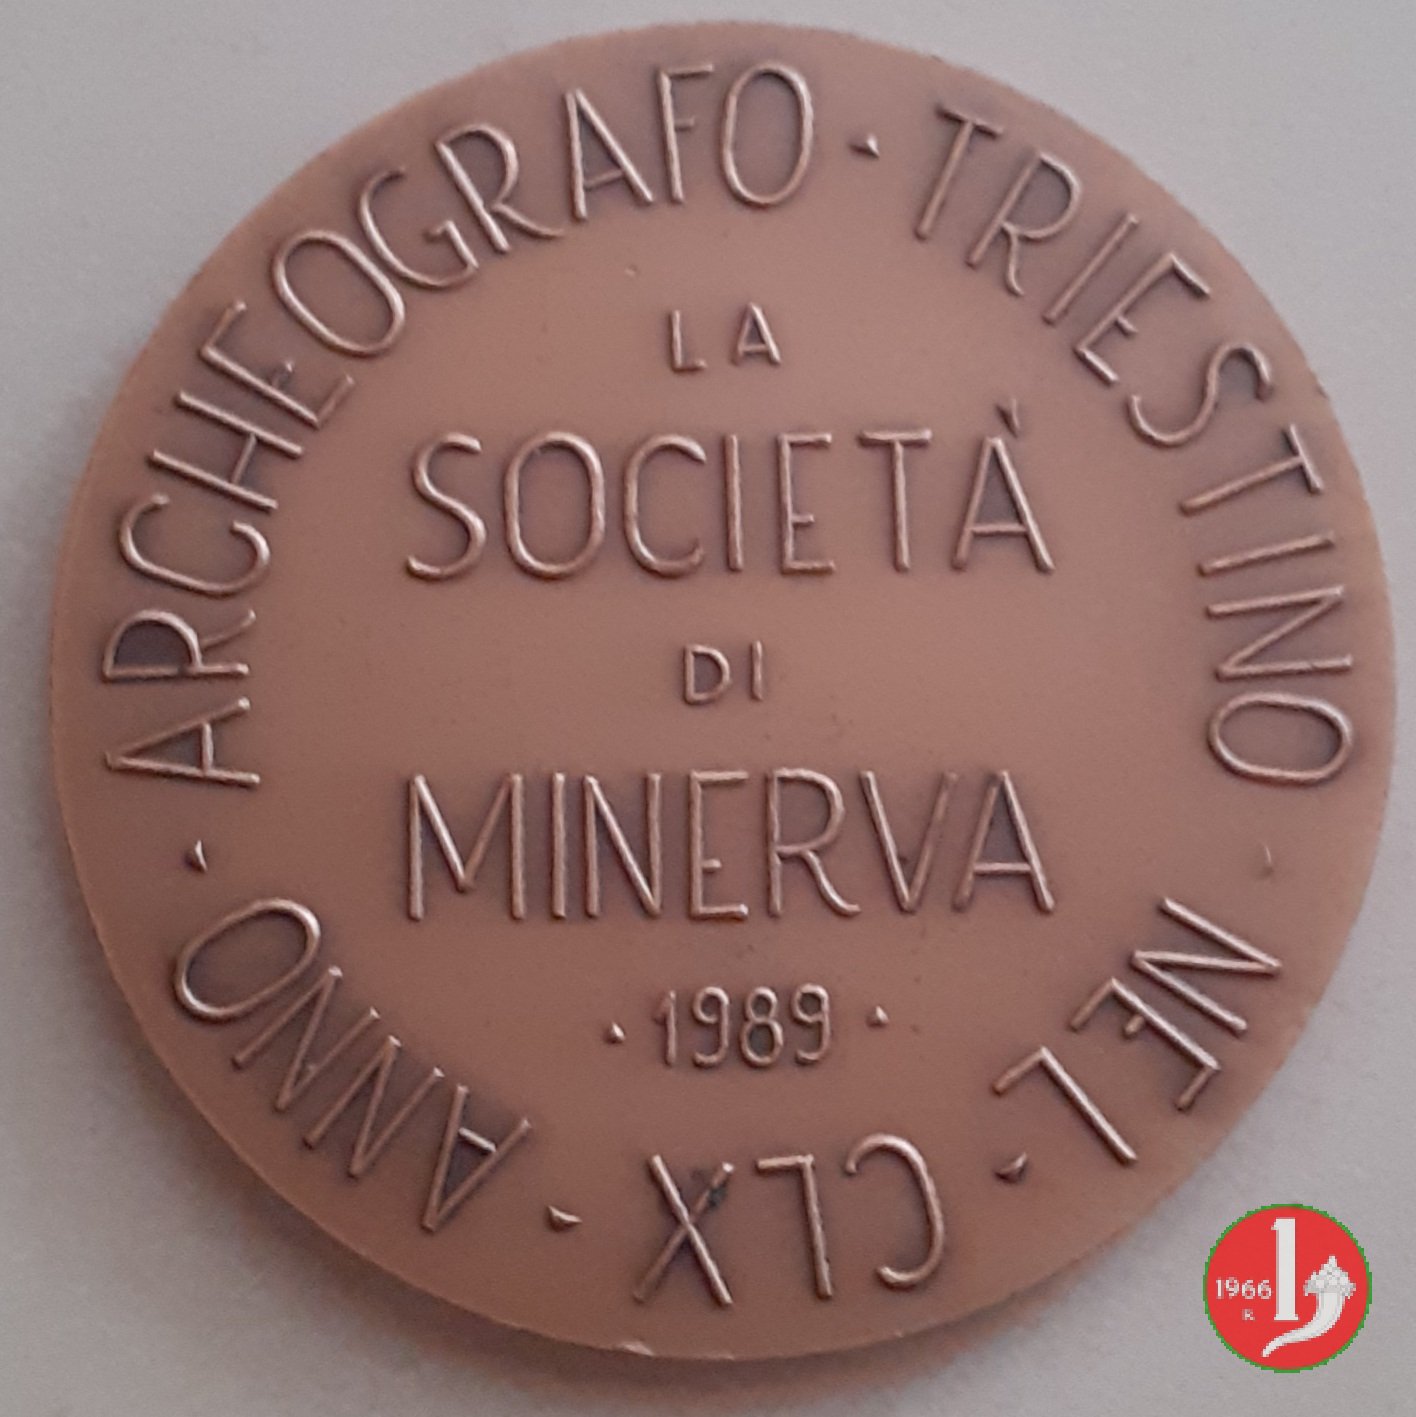 ARCHEOGRAFO · TRIESTINO · NEL · CLX · ANNO ·
LA
SOCIETÀ
DI
MINERVA
· 1989 ·
1966
R